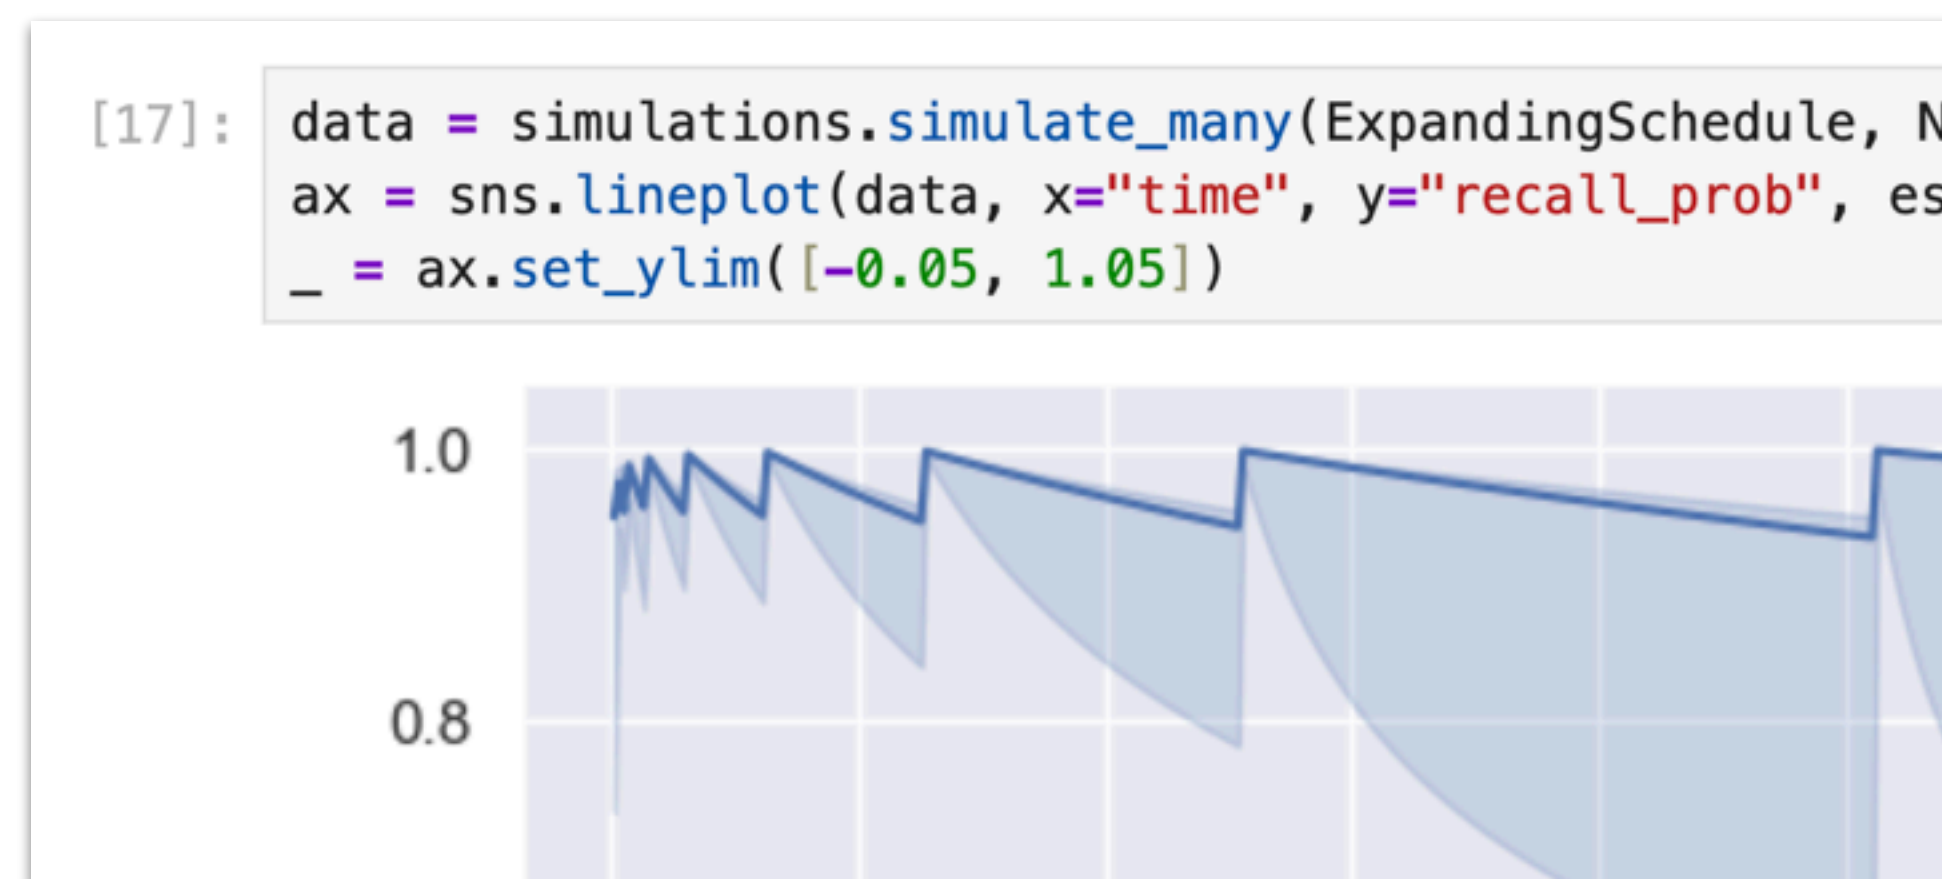 [17]: data = simulations.simulate_many(ExpandingSchedule, N
ax = sns.lineplot(data, x="time", y="recall_prob", es
_ = ax.set_ylim([-0.05, 1.05])
1.0
0.8